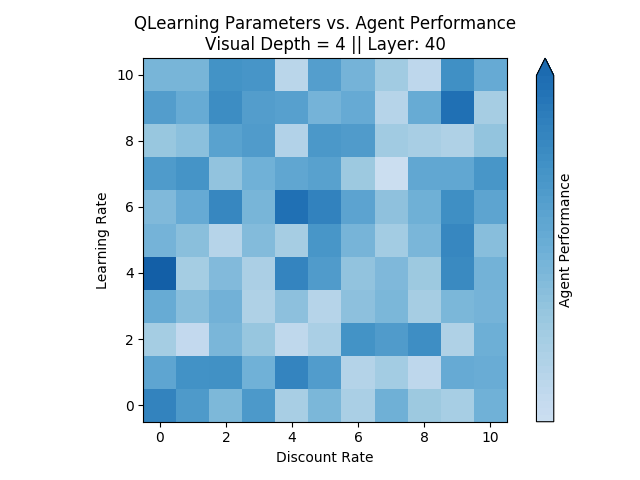 QLearning Parameters vs. Agent Performance
Visual Depth = 4 || Layer: 40
10
8
6
4
2
0
Learning Rate
0 2 4 6 8 10
Discount Rate
Agent Performance